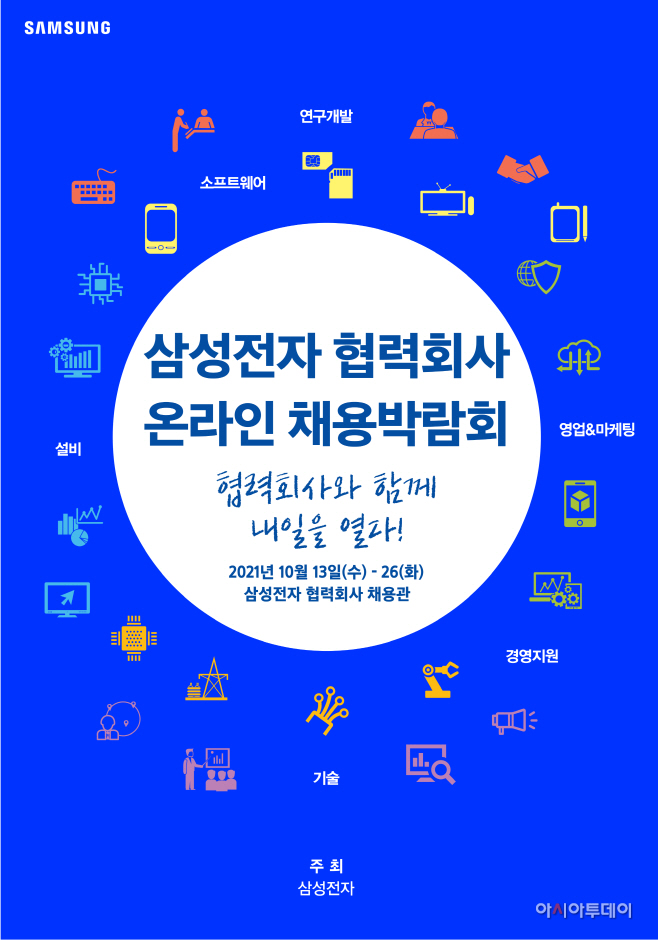 SAMSUNG
연구개발
소프트웨어
삼성전자 협력회사
온라인 채용박람회
영업&마케팅
설비
협력회사와 함께
내일을 열다!
2021년 10월 13일(수) - 26(화)
삼성전자 협력회사 채용관
경영지원
기술
주 최
삼성전자
아시아투데이